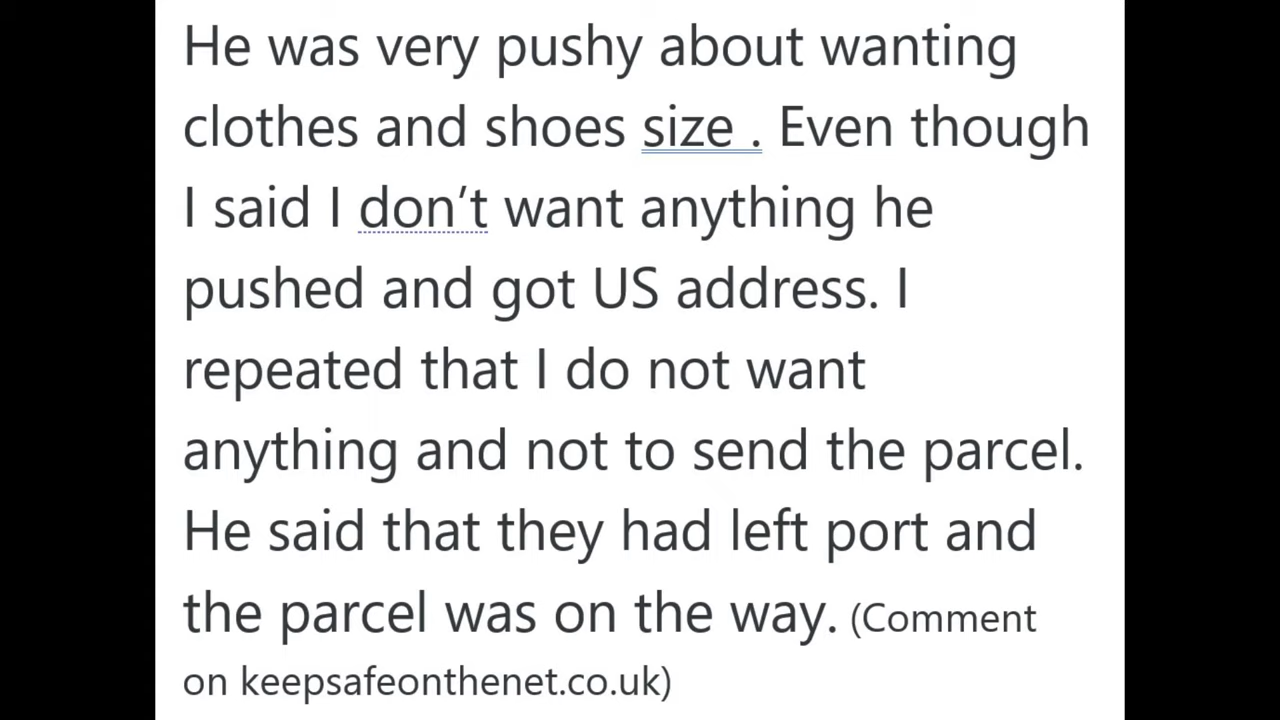 He was very pushy about wanting
clothes and shoes size . Even though
I said I don’t want anything he
pushed and got US address. I
repeated that I do not want
anything and not to send the parcel.
He said that they had left port and
the parcel was on the way. (Comment
on keepsafeonthenet.co.uk)